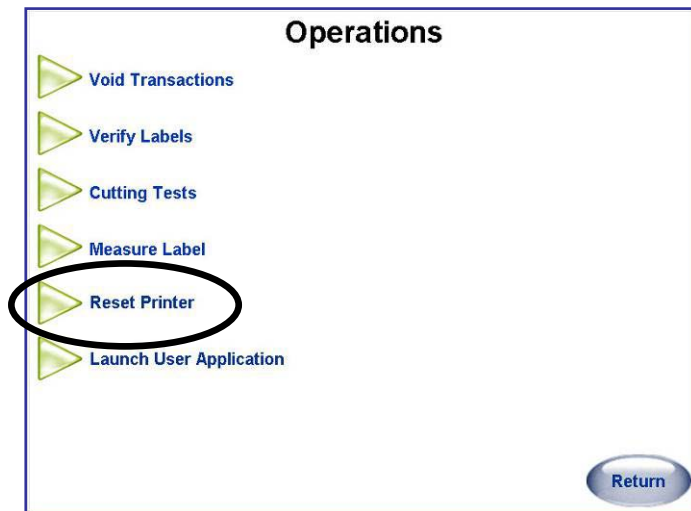 Operations
Void Transactions
Verify Labels
Cutting Tests
Measure Label
Reset Printer
Launch User Application
Return